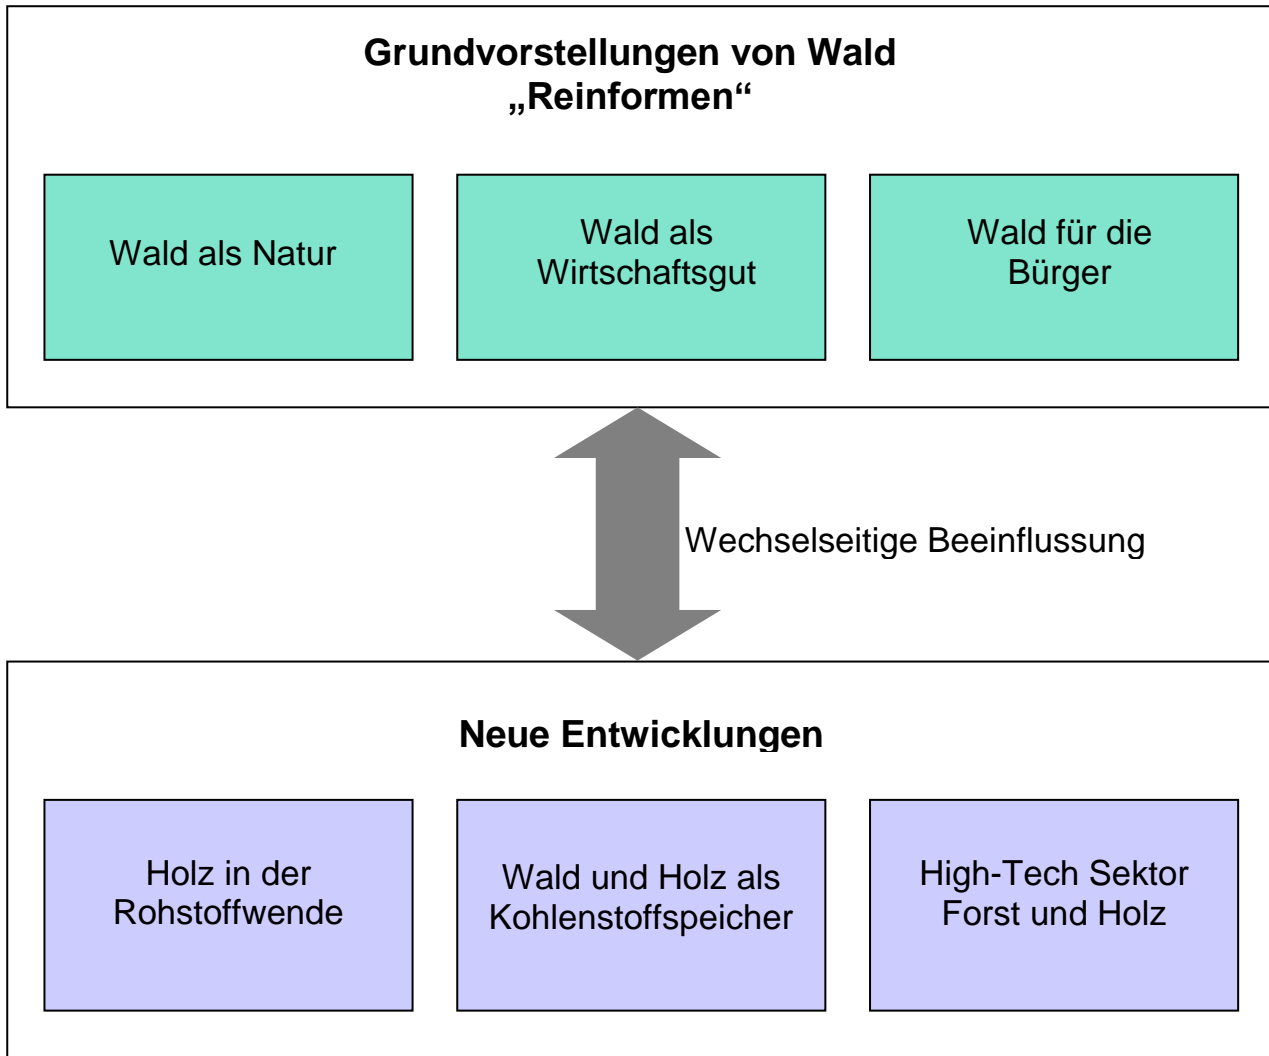 Grundvorstellungen von Wald
„Reinformen“
Wald als Natur
Wald als
Wirtschaftsgut
Wald für die
Bürger
Wechselseitige Beeinflussung
Neue Entwicklungen
Holz in der
Rohstoffwende
Wald und Holz als
Kohlenstoffspeicher
High-Tech Sektor
Forst und Holz